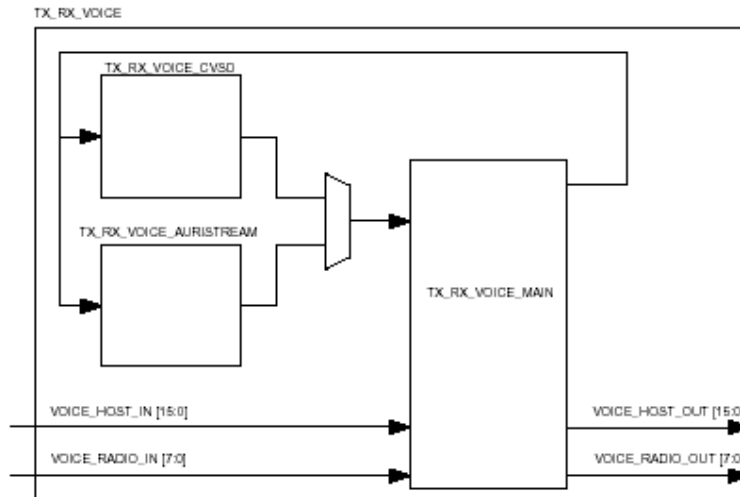 TX_RX_VOICE
TX_RX_VOICE_CVSD
TX_RX_VOICE_AURISTREAM
TX_RX_VOICE_MAIN
VOICE_HOST_IN [15:0]
VOICE_HOST_OUT [15:0
VOICE_RADIO_IN [7:0]
VOICE_RADIO_OUT [7:0